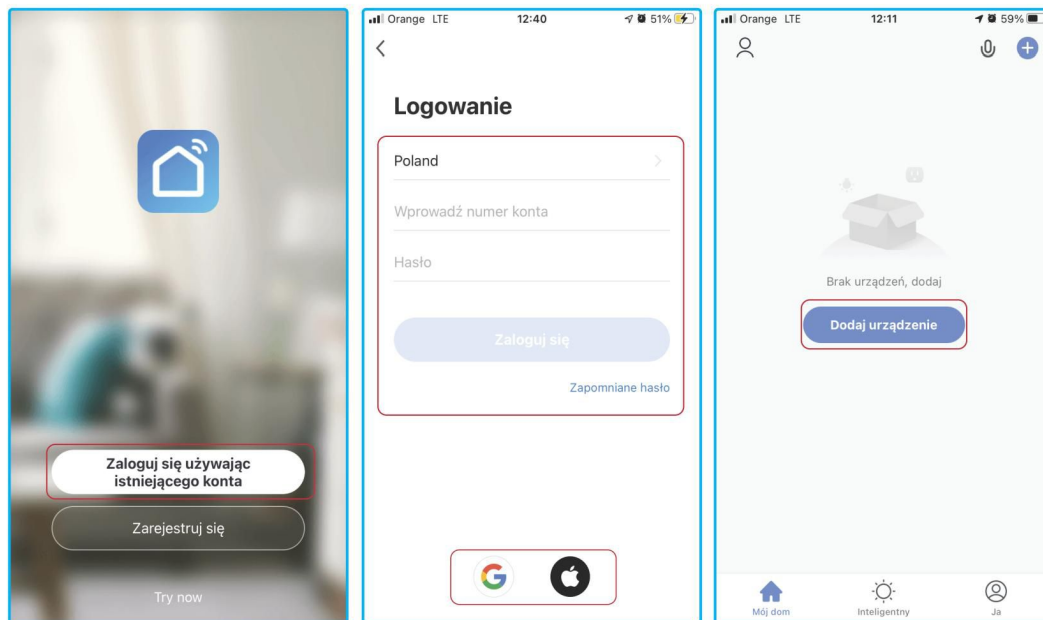 Zaloguj się używając
istniejącego konta
Zarejestruj się
Try now
Orange LTE 12:40 51%
Logowanie
Poland
Wprowadź numer konta
Hasło
Zaloguj się
Zapomniane hasło
Orange LTE 12:11 59%
Brak urządzeń, dodaj
Dodaj urządzenie
Mój dom Inteligentny Ja